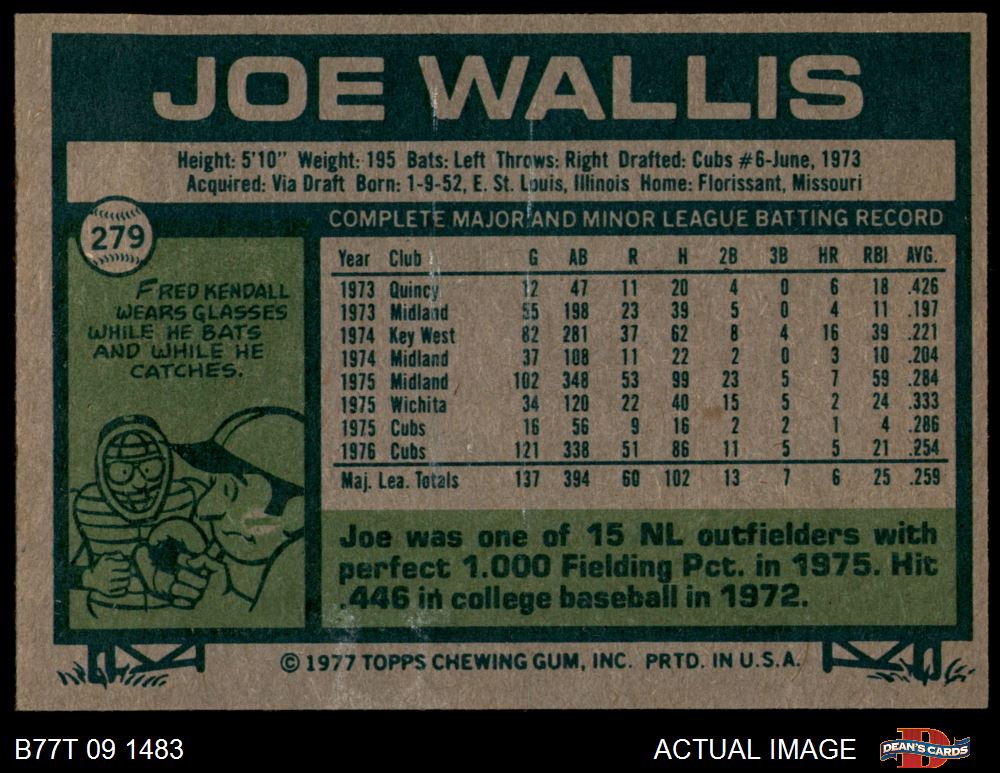 JOE WALLIS
Height: 5'10" Weight: 195 Bats: Left Throws: Right Drafted: Cubs #6-June, 1973
Acquired: Via Draft Born: 1-9-52, E. St. Louis, Illinois Home: Florissant, Missouri
279
FRED KENDALL
WEARS GLASSES
WHILE HE BATS
AND WHILE HE
CATCHES.
COMPLETE MAJOR AND MINOR LEAGUE BATTING RECORD
Year Club G AB R H 2B 3B HR RBI AVG.
1973 Quincy 12 47 11 20 4 0 6 18 .426
1973 Midland 55 198 23 39 5 0 4 11 .197
1974 Key West 82 281 37 62 8 4 16 39 .221
1974 Midland 37 108 11 22 2 0 3 10 .204
1975 Midland 102 348 53 99 23 5 7 59 .284
1975 Wichita 34 120 22 40 15 5 2 24 .333
1975 Cubs 16 56 9 16 2 2 1 4 .286
1976 Cubs 121 338 51 86 11 5 5 21 .254
Maj. Lea. Totals 137 394 60 102 13 7 6 25 .259
Joe was one of 15 NL outfielders with
perfect 1.000 Fielding Pct. in 1975. Hit
.446 in college baseball in 1972.
© 1977 TOPPS CHEWING GUM, INC. PRTD. IN U.S.A.
B77T 09 1483
ACTUAL IMAGE
DEAN'S CARDS